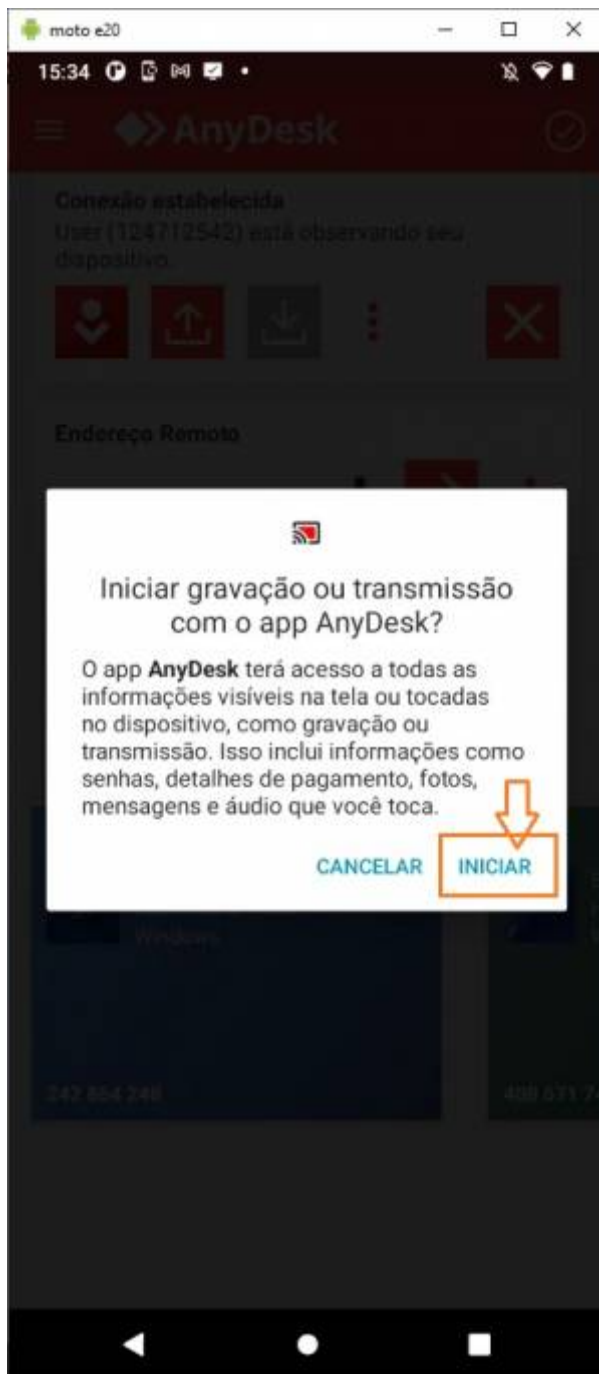 moto e20
15:34
AnyDesk
Conexão estabelecida
User (124712542) está observando seu
dispositivo.
Endereço Remoto
Iniciar gravação ou transmissão
com o app AnyDesk?
O app AnyDesk terá acesso a todas as
informações visíveis na tela ou tocadas
no dispositivo, como gravação ou
transmissão. Isso inclui informações como
senhas, detalhes de pagamento, fotos,
mensagens e áudio que você toca.
CANCELAR INICIAR
Windows